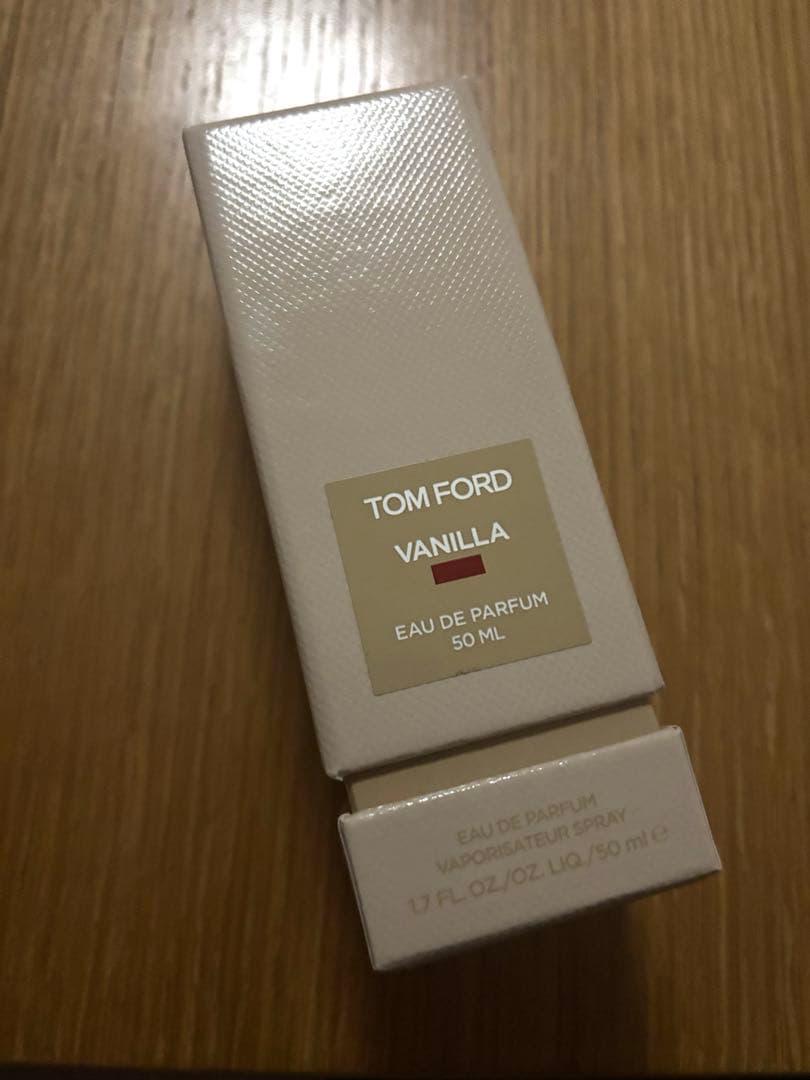 TOM FORD
VANILLA
EAU DE PARFUM
50 ML
EAU DE PARFUM
VAPORISATEUR SPRAY
1.7 FL. OZ./OZ. LIQ./50 ml ℮